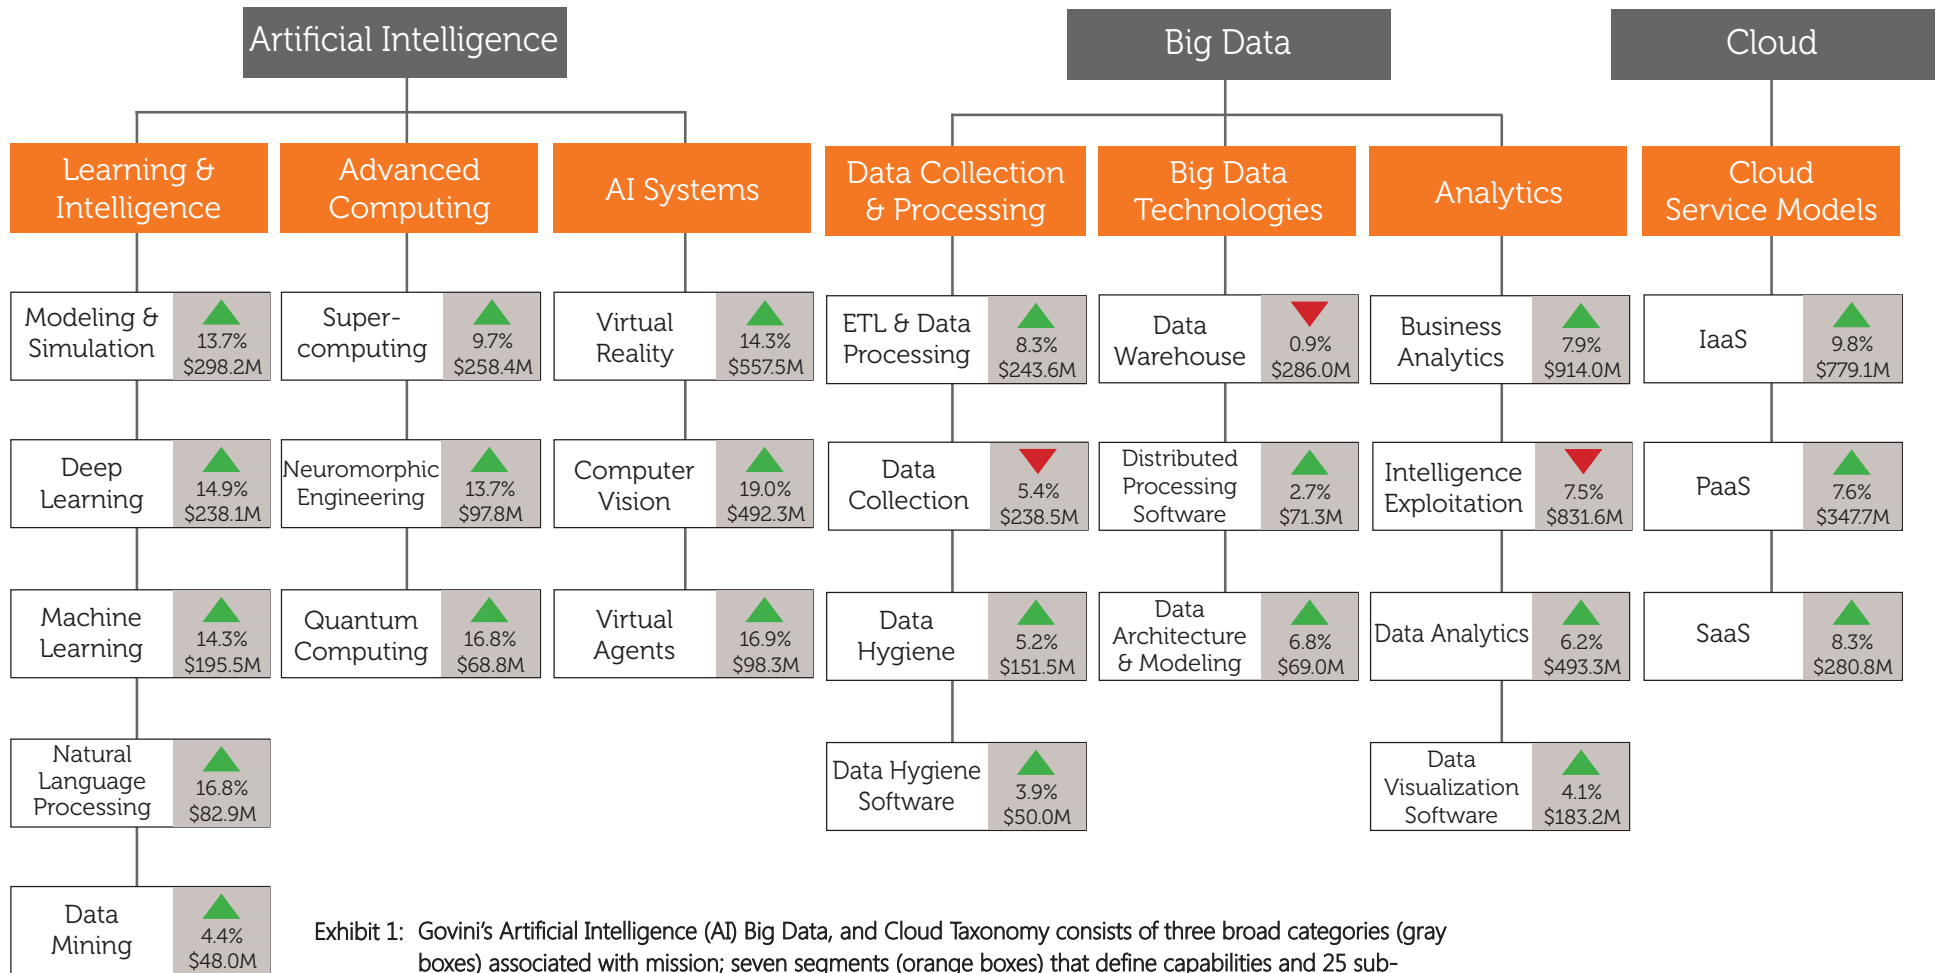 Artificial Intelligence
Big Data
Cloud
Learning &
Intelligence
Advanced
Computing
AI Systems
Data Collection
& Processing
Big Data
Technologies
Analytics
Cloud
Service Models
Modeling &
Simulation
13.7%
$298.2M
Super-
computing
9.7%
$258.4M
Virtual
Reality
14.3%
$557.5M
ETL & Data
Processing
8.3%
$243.6M
Data
Warehouse
0.9%
$286.0M
Business
Analytics
7.9%
$914.0M
IaaS
9.8%
$779.1M
Deep
Learning
14.9%
$238.1M
Neuromorphic
Engineering
13.7%
$97.8M
Computer
Vision
19.0%
$492.3M
Data
Collection
5.4%
$238.5M
Distributed
Processing
Software
2.7%
$71.3M
Intelligence
Exploitation
7.5%
$831.6M
PaaS
7.6%
$347.7M
Machine
Learning
14.3%
$195.5M
Quantum
Computing
16.8%
$68.8M
Virtual
Agents
16.9%
$98.3M
Data
Hygiene
5.2%
$151.5M
Data
Architecture
& Modeling
6.8%
$69.0M
Data Analytics
6.2%
$493.3M
SaaS
8.3%
$280.8M
Natural
Language
Processing
16.8%
$82.9M
Data Hygiene
Software
3.9%
$50.0M
Data
Visualization
Software
4.1%
$183.2M
Data
Mining
4.4%
$48.0M
Exhibit 1: Govini's Artificial Intelligence (AI) Big Data, and Cloud Taxonomy consists of three broad categories (gray
boxes) associated with mission; seven segments (orange boxes) that define capabilities and 25 sub-